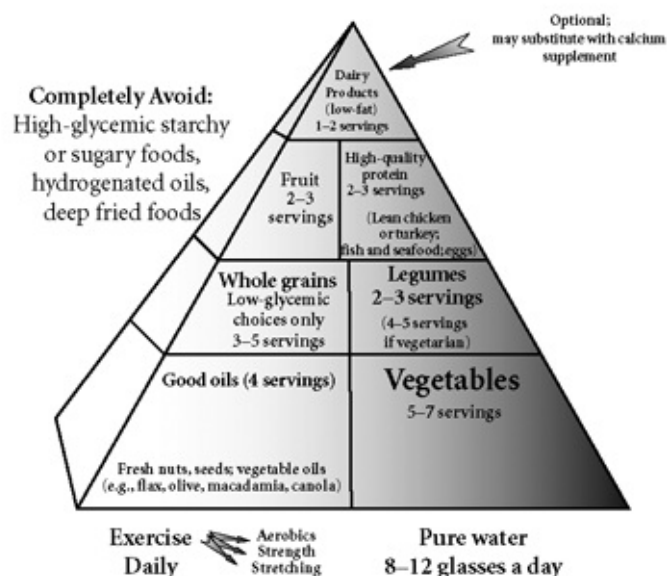 Optional;
may substitute with calcium
supplement
Completely Avoid:
High-glycemic starchy
or sugary foods,
hydrogenated oils,
deep fried foods
Dairy
Products
(low-fat)
1–2 servings
Fruit
2–3
servings
High-quality
protein
2–3 servings
(Lean chicken
or turkey;
fish and seafood;eggs)
Whole grains
Low-glycemic
choices only
3–5 servings
Legumes
2–3 servings
(4–5 servings
if vegetarian)
Good oils (4 servings)
Fresh nuts, seeds; vegetable oils
(e.g., flax, olive, macadamia, canola)
Vegetables
5–7 servings
Exercise
Daily
Aerobics
Strength
Stretching
Pure water
8–12 glasses a day